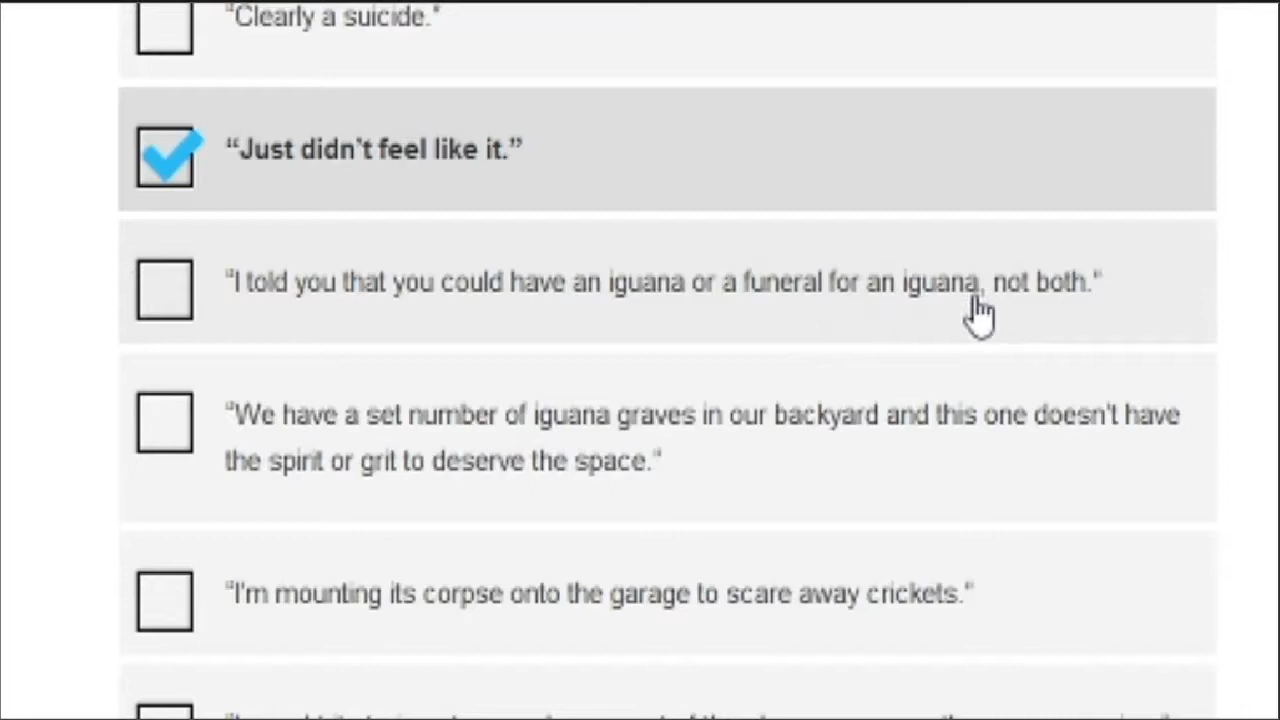 "Clearly a suicide."
“Just didn't feel like it.”
"I told you that you could have an iguana or a funeral for an iguana, not both."
"We have a set number of iguana graves in our backyard and this one doesn't have
the spirit or grit to deserve the space."
"I'm mounting its corpse onto the garage to scare away crickets."